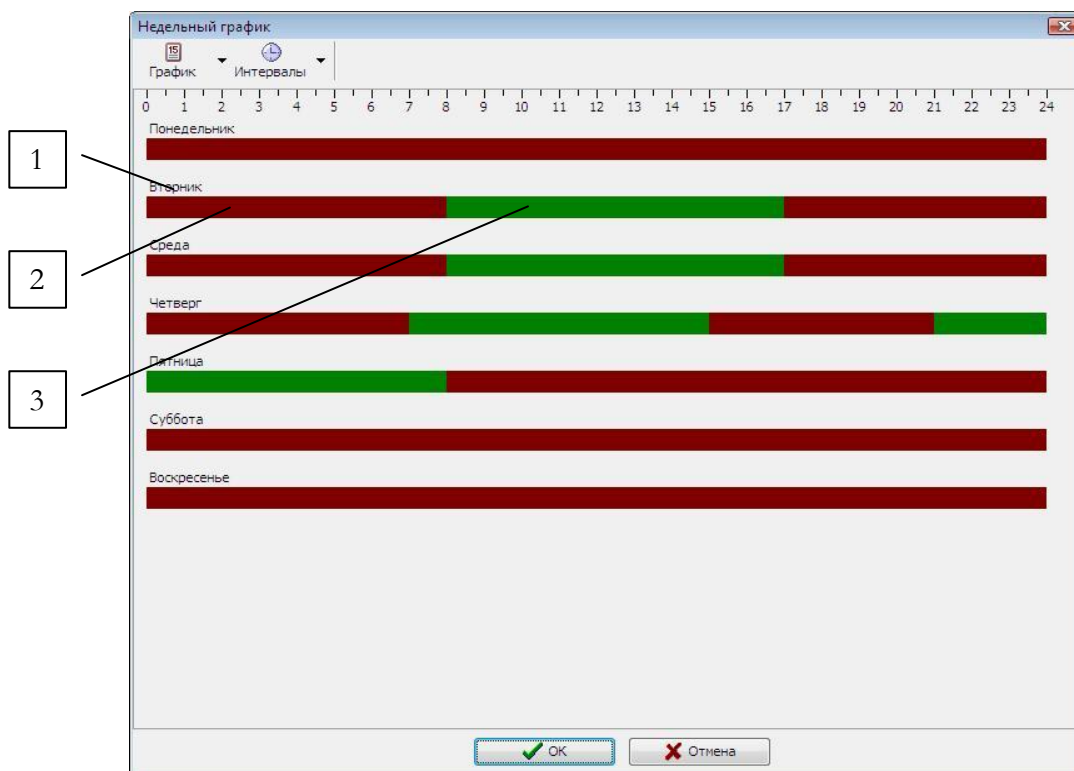 Недельный график
График Интервалы
0 1 2 3 4 5 6 7 8 9 10 11 12 13 14 15 16 17 18 19 20 21 22 23 24
Понедельник
1
Вторник
2
Среда
Четверг
3
Пятница
Суббота
Воскресенье
OK Отмена